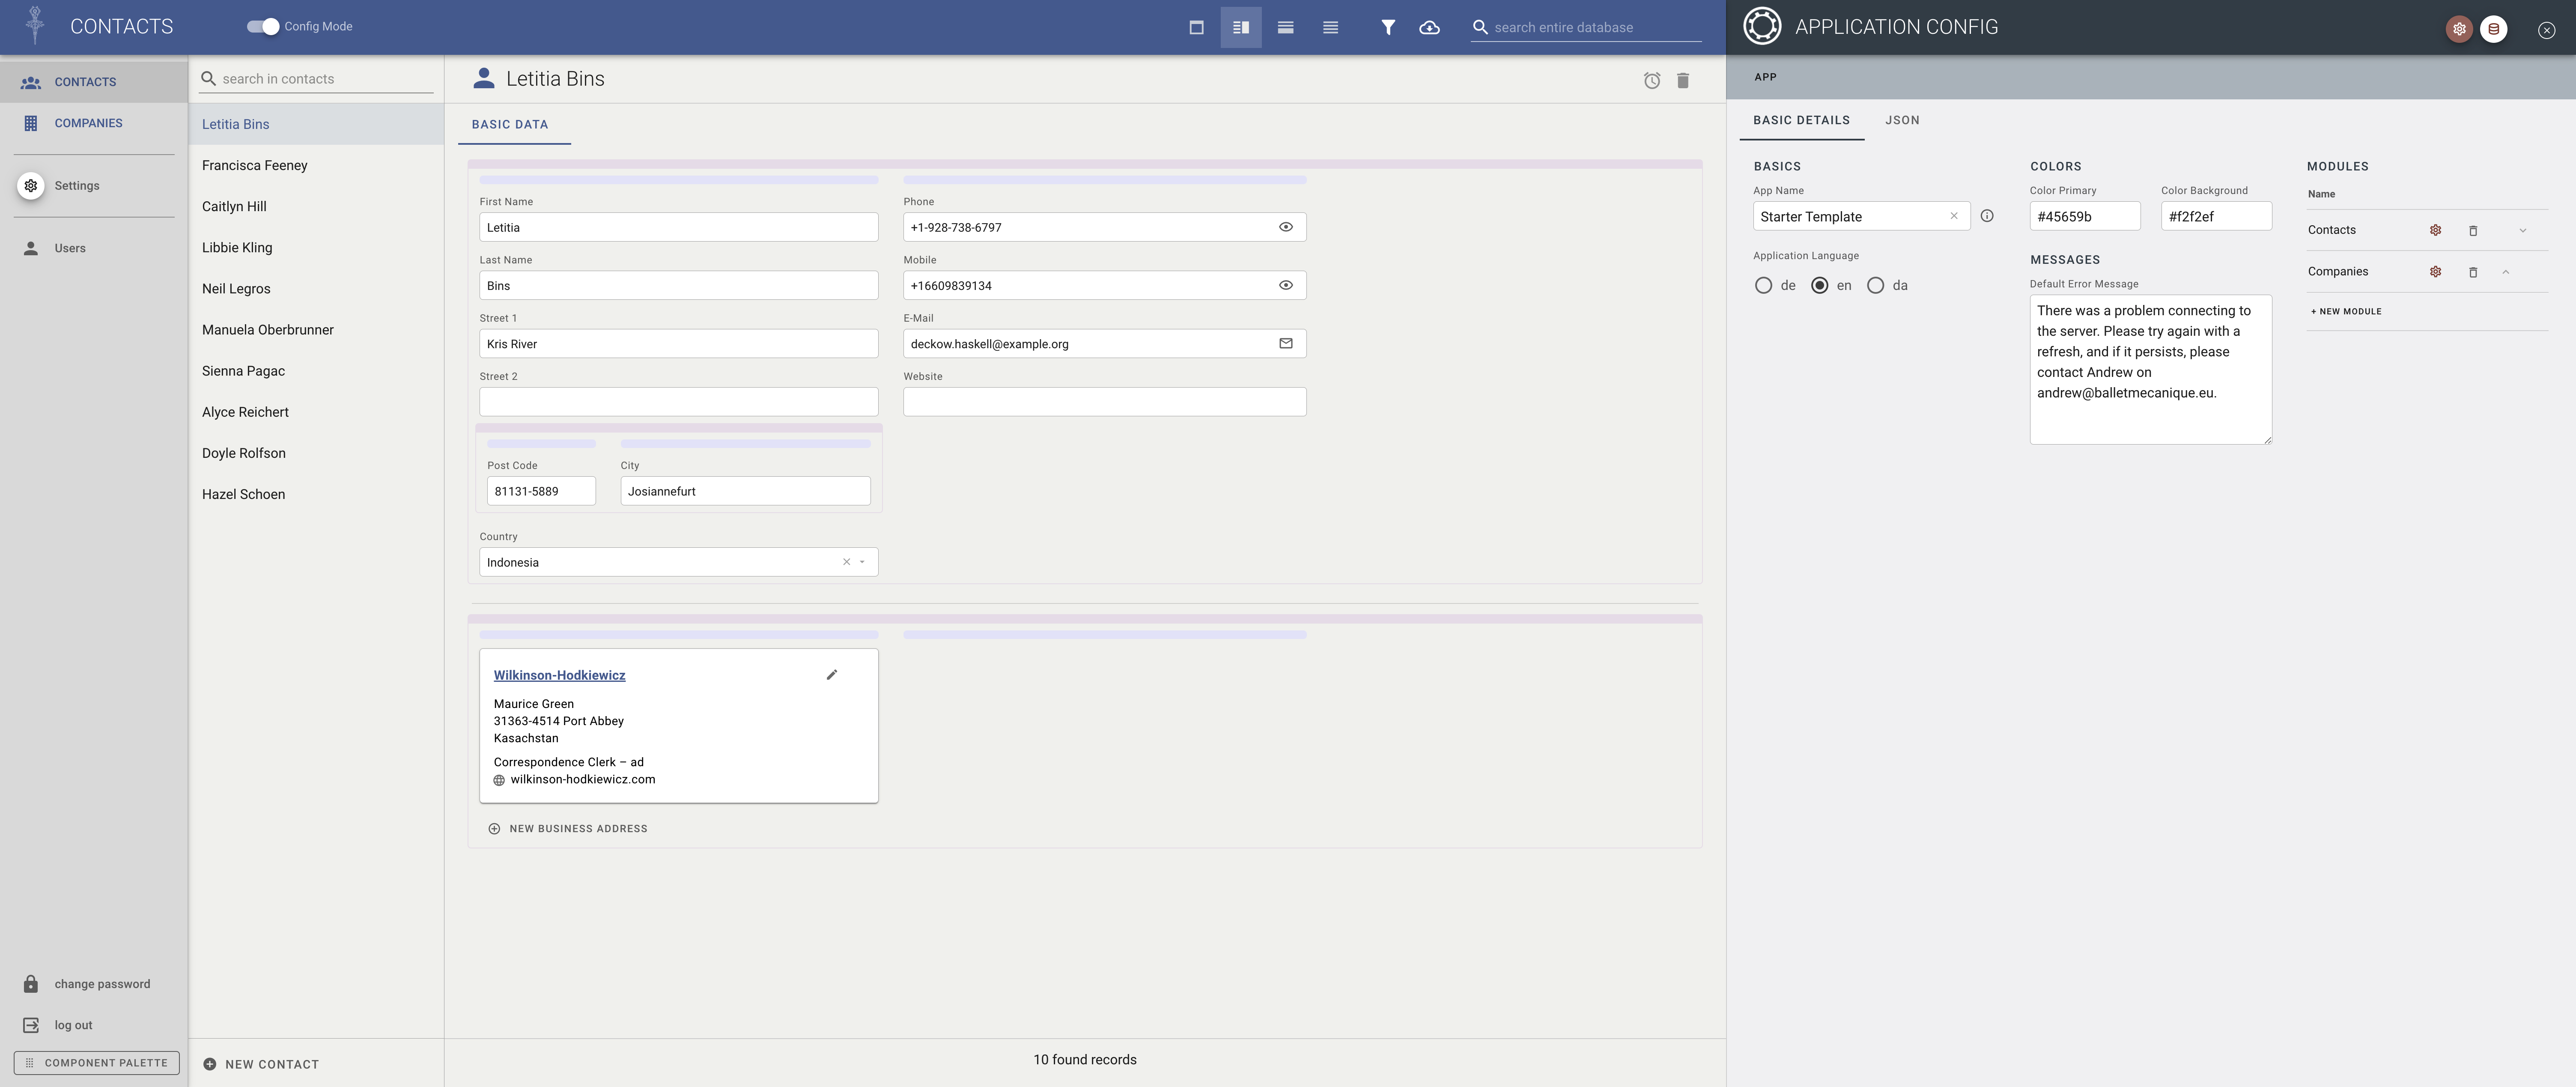 CONTACTS
Config Mode
search entire database
APPLICATION CONFIG
CONTACTS
COMPANIES
Settings
Users
change password
log out
COMPONENT PALETTE
search in contacts
Letitia Bins
Francisca Feeney
Caitlyn Hill
Libbie Kling
Neil Legros
Manuela Oberbrunner
Sienna Pagac
Alyce Reichert
Doyle Rolfson
Hazel Schoen
NEW CONTACT
Letitia Bins
BASIC DATA
First Name
Letitia
Last Name
Bins
Street 1
Kris River
Street 2
Post Code
81131-5889
City
Josiannefurt
Country
Indonesia
Phone
+1-928-738-6797
Mobile
+16609839134
E-Mail
deckow.haskell@example.org
Website
Wilkinson-Hodkiewicz
Maurice Green
31363-4514 Port Abbey
Kasachstan
Correspondence Clerk – ad
wilkinson-hodkiewicz.com
NEW BUSINESS ADDRESS
10 found records
APP
BASIC DETAILS
JSON
BASICS
App Name
Starter Template
Application Language
de
en
da
COLORS
Color Primary
#45659b
Color Background
#f2f2ef
MESSAGES
Default Error Message
There was a problem connecting to
the server. Please try again with a
refresh, and if it persists, please
contact Andrew on
andrew@balletmecanique.eu.
MODULES
Name
Contacts
Companies
+ NEW MODULE